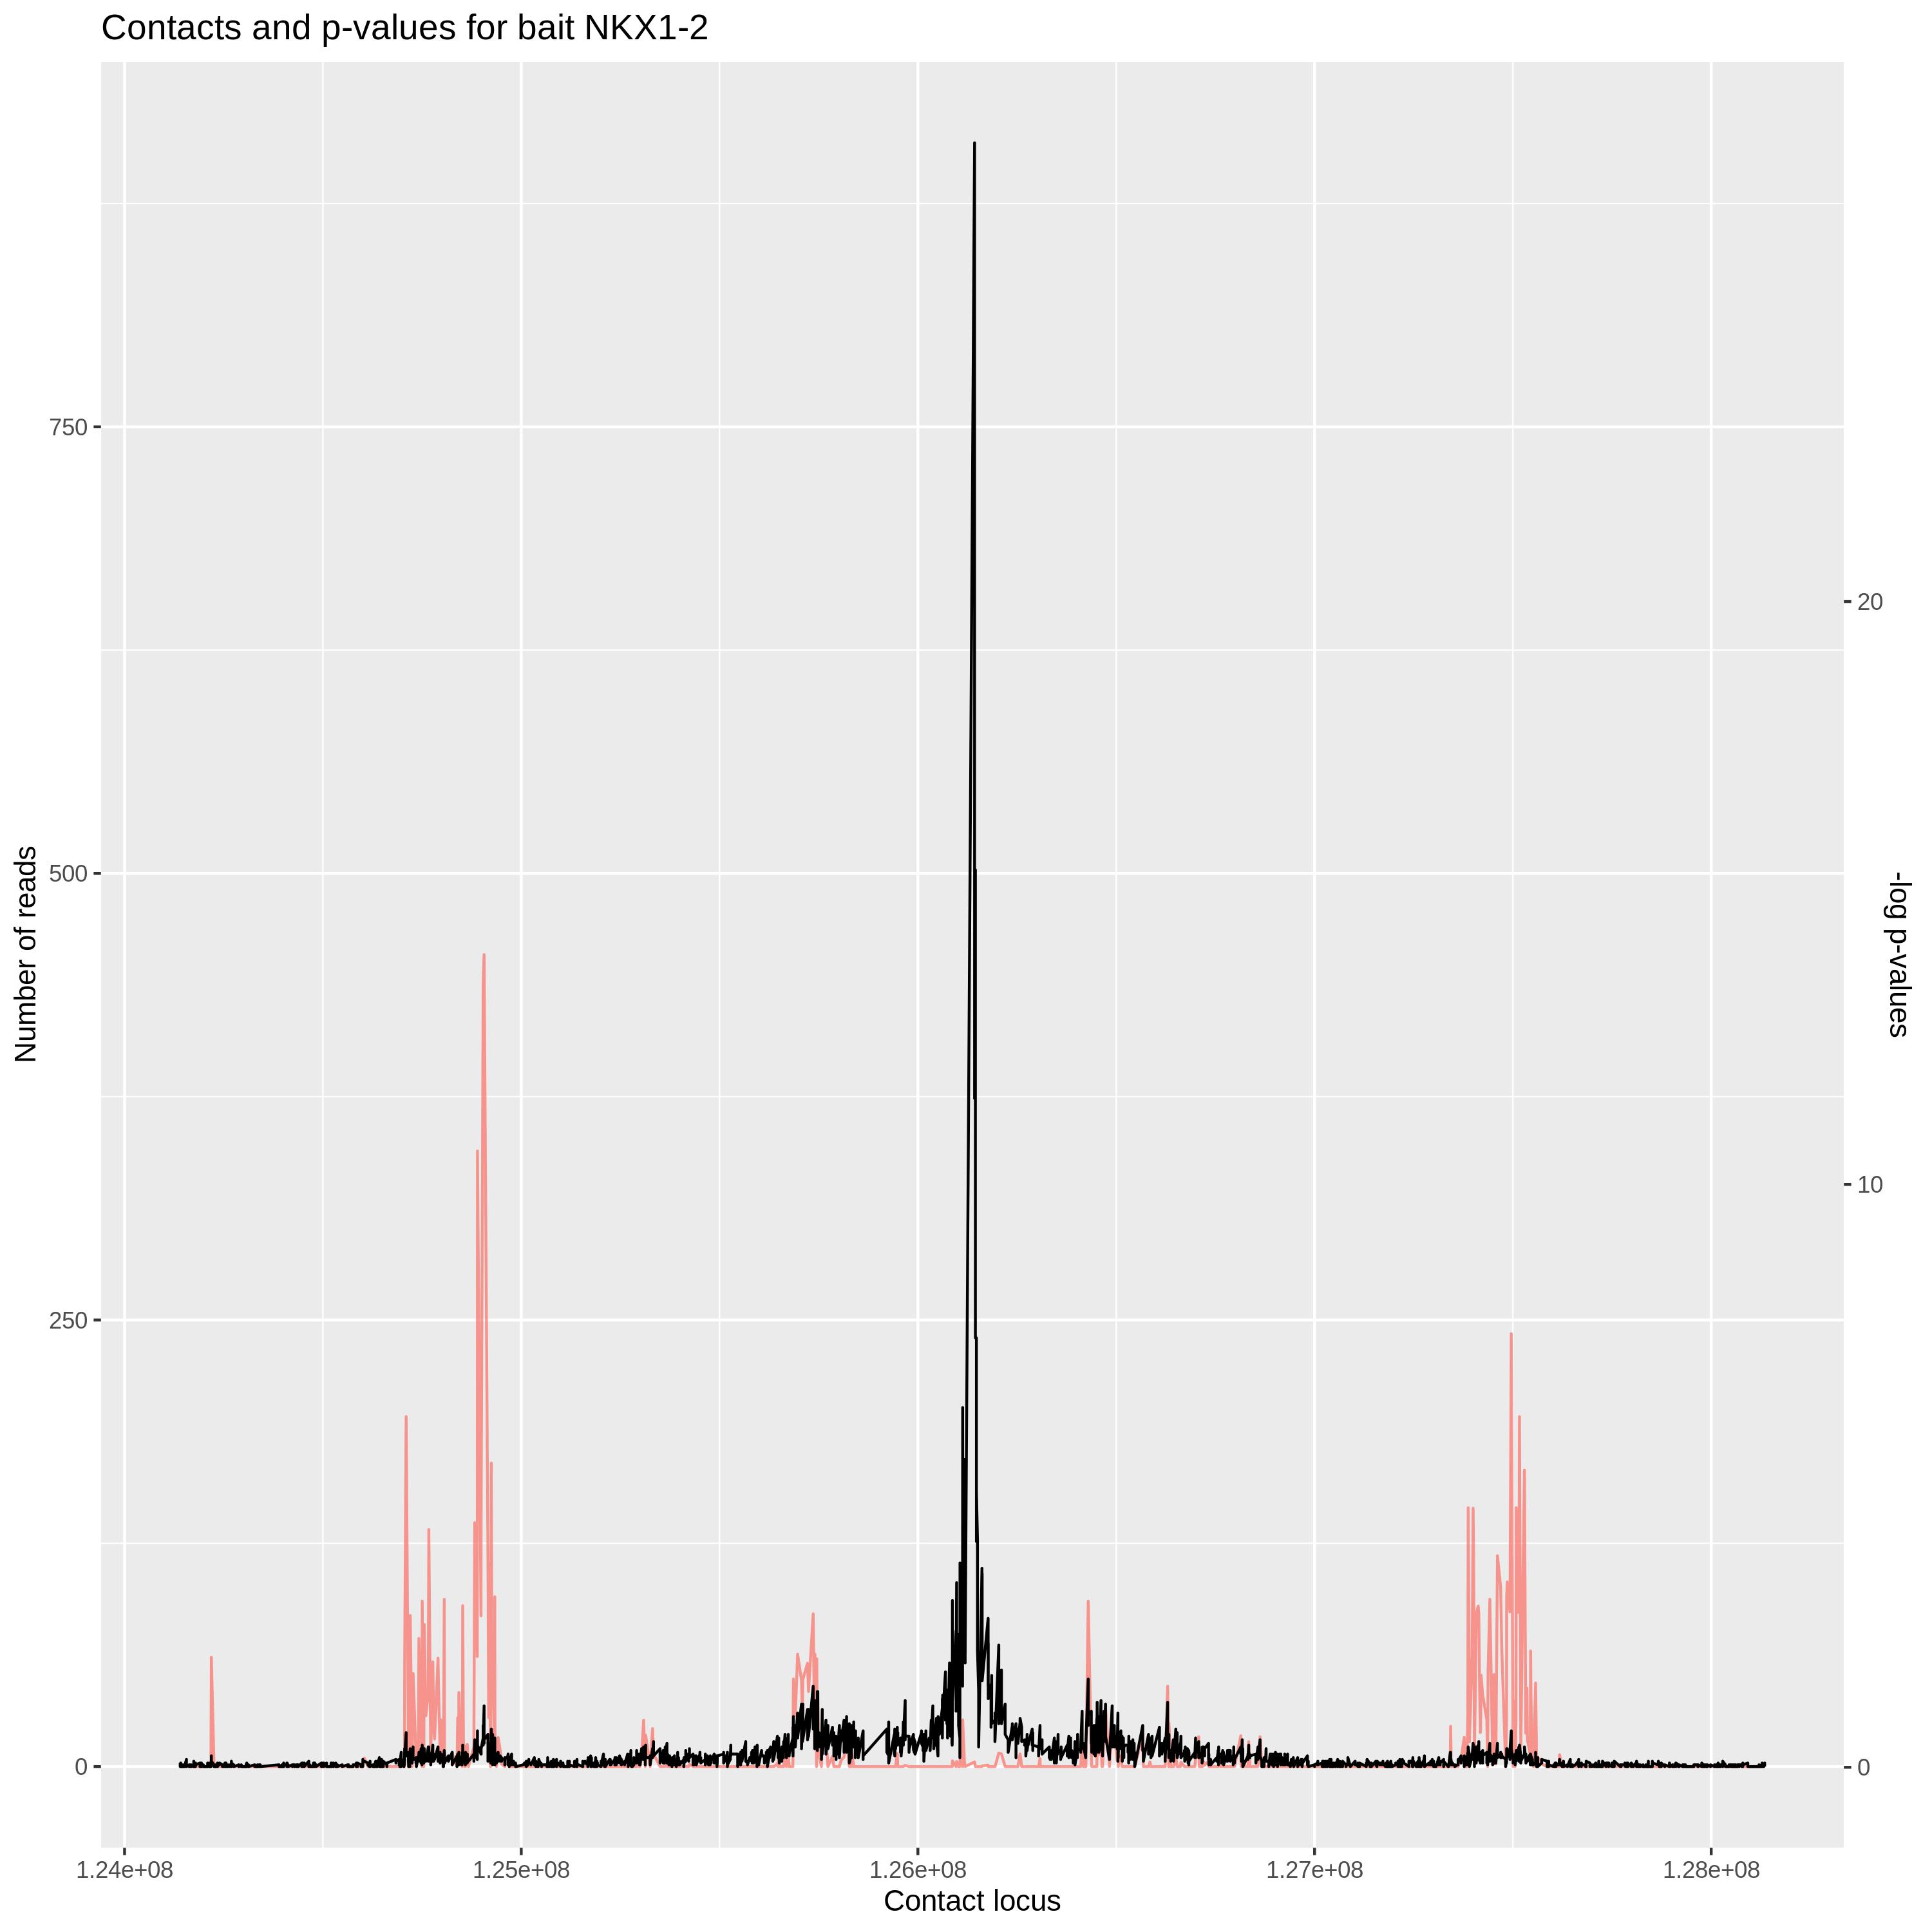 Contacts and p-values for bait NKX1-2
Number of reads
750
500
250
0
20
10
0
-log p-values
1.24e+08
1.25e+08
1.26e+08
1.27e+08
1.28e+08
Contact locus